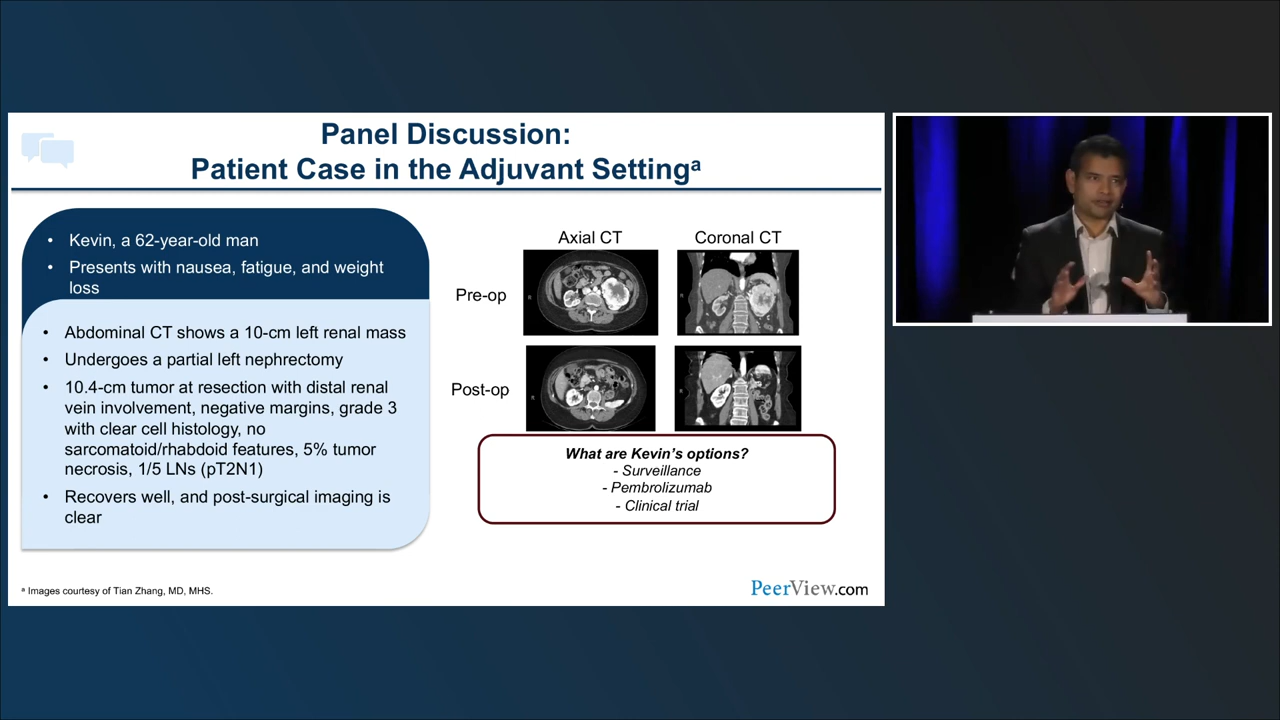 Panel Discussion:
Patient Case in the Adjuvant Settingᵃ
• Kevin, a 62-year-old man
• Presents with nausea, fatigue, and weight
loss
• Abdominal CT shows a 10-cm left renal mass
• Undergoes a partial left nephrectomy
• 10.4-cm tumor at resection with distal renal
vein involvement, negative margins, grade 3
with clear cell histology, no
sarcomatoid/rhabdoid features, 5% tumor
necrosis, 1/5 LNs (pT2N1)
• Recovers well, and post-surgical imaging is
clear
Axial CT
Coronal CT
Pre-op
Post-op
What are Kevin’s options?
- Surveillance
- Pembrolizumab
- Clinical trial
ᵃ Images courtesy of Tian Zhang, MD, MHS.
PeerView.com